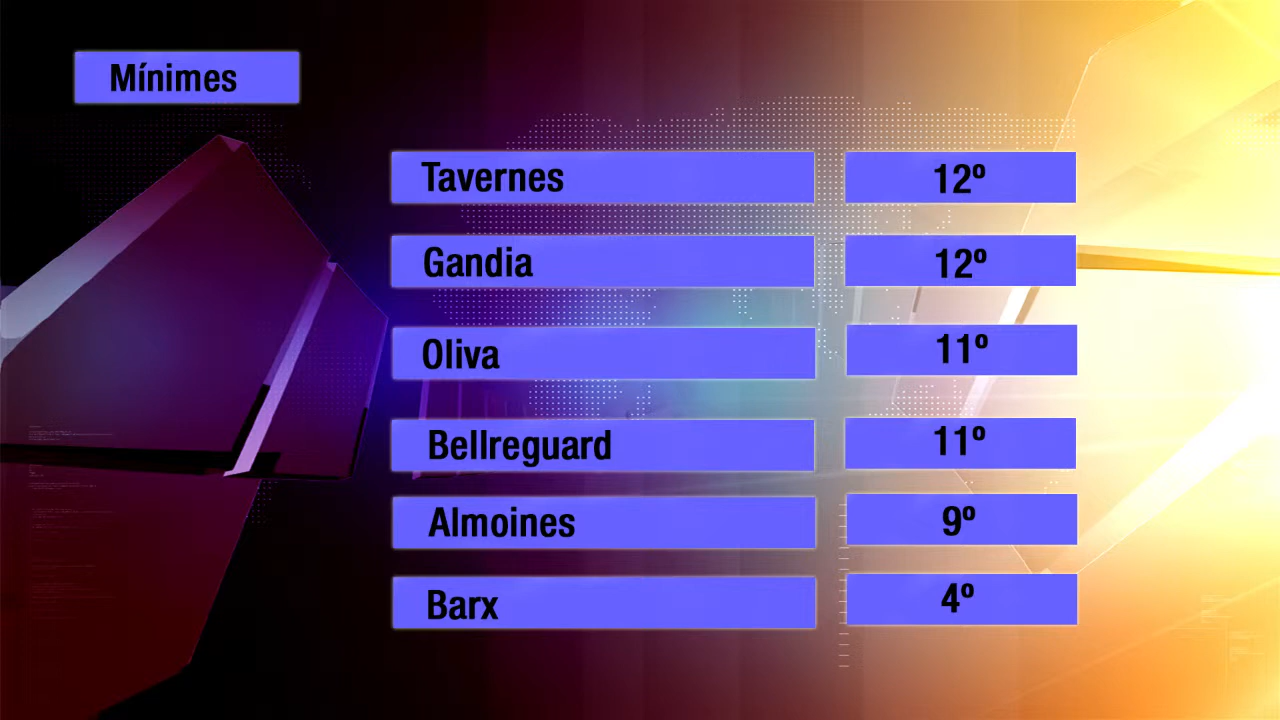 Mínimes
Tavernes 12º
Gandia 12º
Oliva 11º
Bellreguard 11º
Almoines 9º
Barx 4º